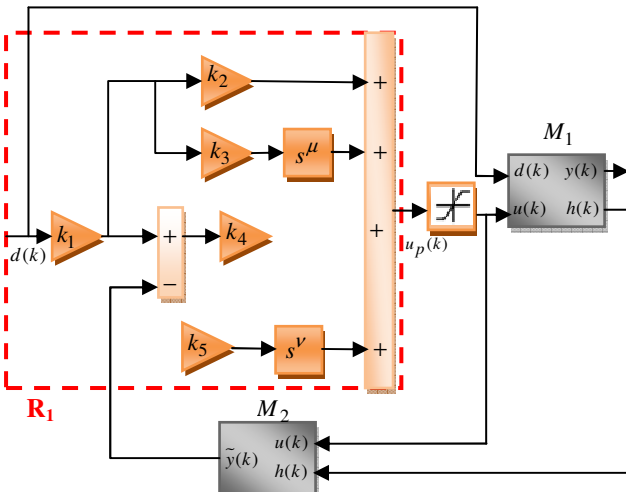 k₂
+
M₁
k₃
s^μ
+
d(k) y(k)
u(k) h(k)
k₁
+
k₄
+
d(k)
u_p(k)
−
k₅
s^ν
+
R₁
M₂
u(k)
ỹ(k)
h(k)